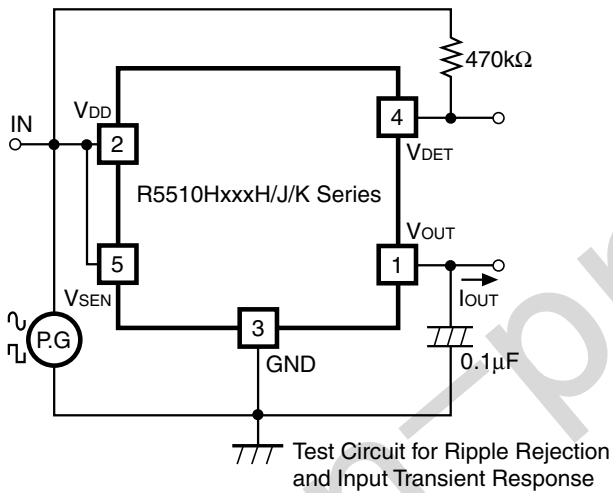 470kΩ
VDD
IN
2
4
VDET
R5510HxxxH/J/K Series
VOUT
5
1
VSEN
IOUT
3
P.G
GND
0.1μF
Test Circuit for Ripple Rejection
and Input Transient Response